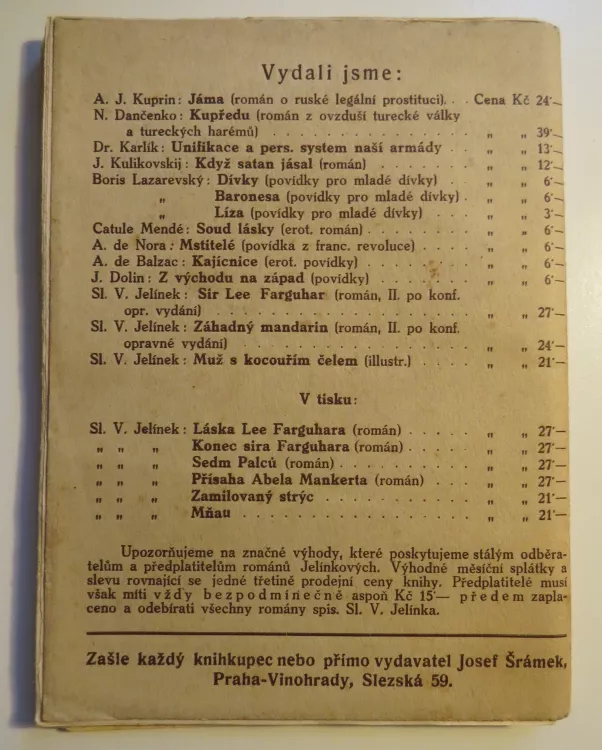 Vydali jsme:
A. J. Kuprin: Jáma (román o ruské legální prostituci). . Cena Kč 24·—
N. Dančenko: Kupředu (román z ovzduší turecké války
a tureckých harémů) . . . . . . . . . . . . . . „ „ 39·—
Dr. Karlík: Unifikace a pers. system naší armády . . „ „ 13·—
J. Kulikovskij: Když satan jásal (román) . . . . . . „ „ 12·—
Boris Lazarevský: Dívky (povídky pro mladé dívky) . . „ „ 6·—
„ Baronesa (povídky pro mladé dívky) . „ „ 6·—
„ Líza (povídky pro mladé dívky) . . . „ „ 3·—
Catule Mendé: Soud lásky (erot. román) . . . . . . . „ „ 6·—
A. de Nora: Mstitelé (povídka z franc. revoluce) . . . . „ „ 6·—
A. de Balzac: Kajícnice (erot. povídky) . . . . . . . „ „ 6·—
J. Dolin: Z východu na západ (povídky) . . . . . . . „ „ 6·—
Sl. V. Jelínek: Sir Lee Farguhar (román, II. po konf.
opr. vydání) . . . . . . . . . . . . . . . . . „ „ 27·—
Sl. V. Jelínek: Záhadný mandarin (román, II. po konf.
opravné vydání) . . . . . . . . . . . . . . . . „ „ 24·—
Sl. V. Jelínek: Muž s kocouřím čelem (illustr.) . . . . „ „ 21·—
V tisku:
Sl. V. Jelínek: Láska Lee Farguhara (román) . . . . . „ „ 27·—
„ „ „ Konec sira Farguhara (román) . . . . „ „ 27·—
„ „ „ Sedm Palců (román) . . . . . . . . . „ „ 27·—
„ „ „ Přísaha Abela Mankerta (román) . . . „ „ 27·—
„ „ „ Zamilovaný strýc . . . . . . . . . . „ „ 21·—
„ „ „ Mňau . . . . . . . . . . . . . . . „ „ 21·—
Upozorňujeme na značné výhody, které poskytujeme stálým odběra-
telům a předplatitelům románů Jelínkových. Výhodné měsíční splátky a
slevu rovnající se jedné třetině prodejní ceny knihy. Předplatitelé musí
však míti vždy bezpodmínečně aspoň Kč 15·— předem zapla-
ceno a odebírati všechny romány spis. Sl. V. Jelínka.
Zašle každý knihkupec nebo přímo vydavatel Josef Šrámek,
Praha-Vinohrady, Slezská 59.